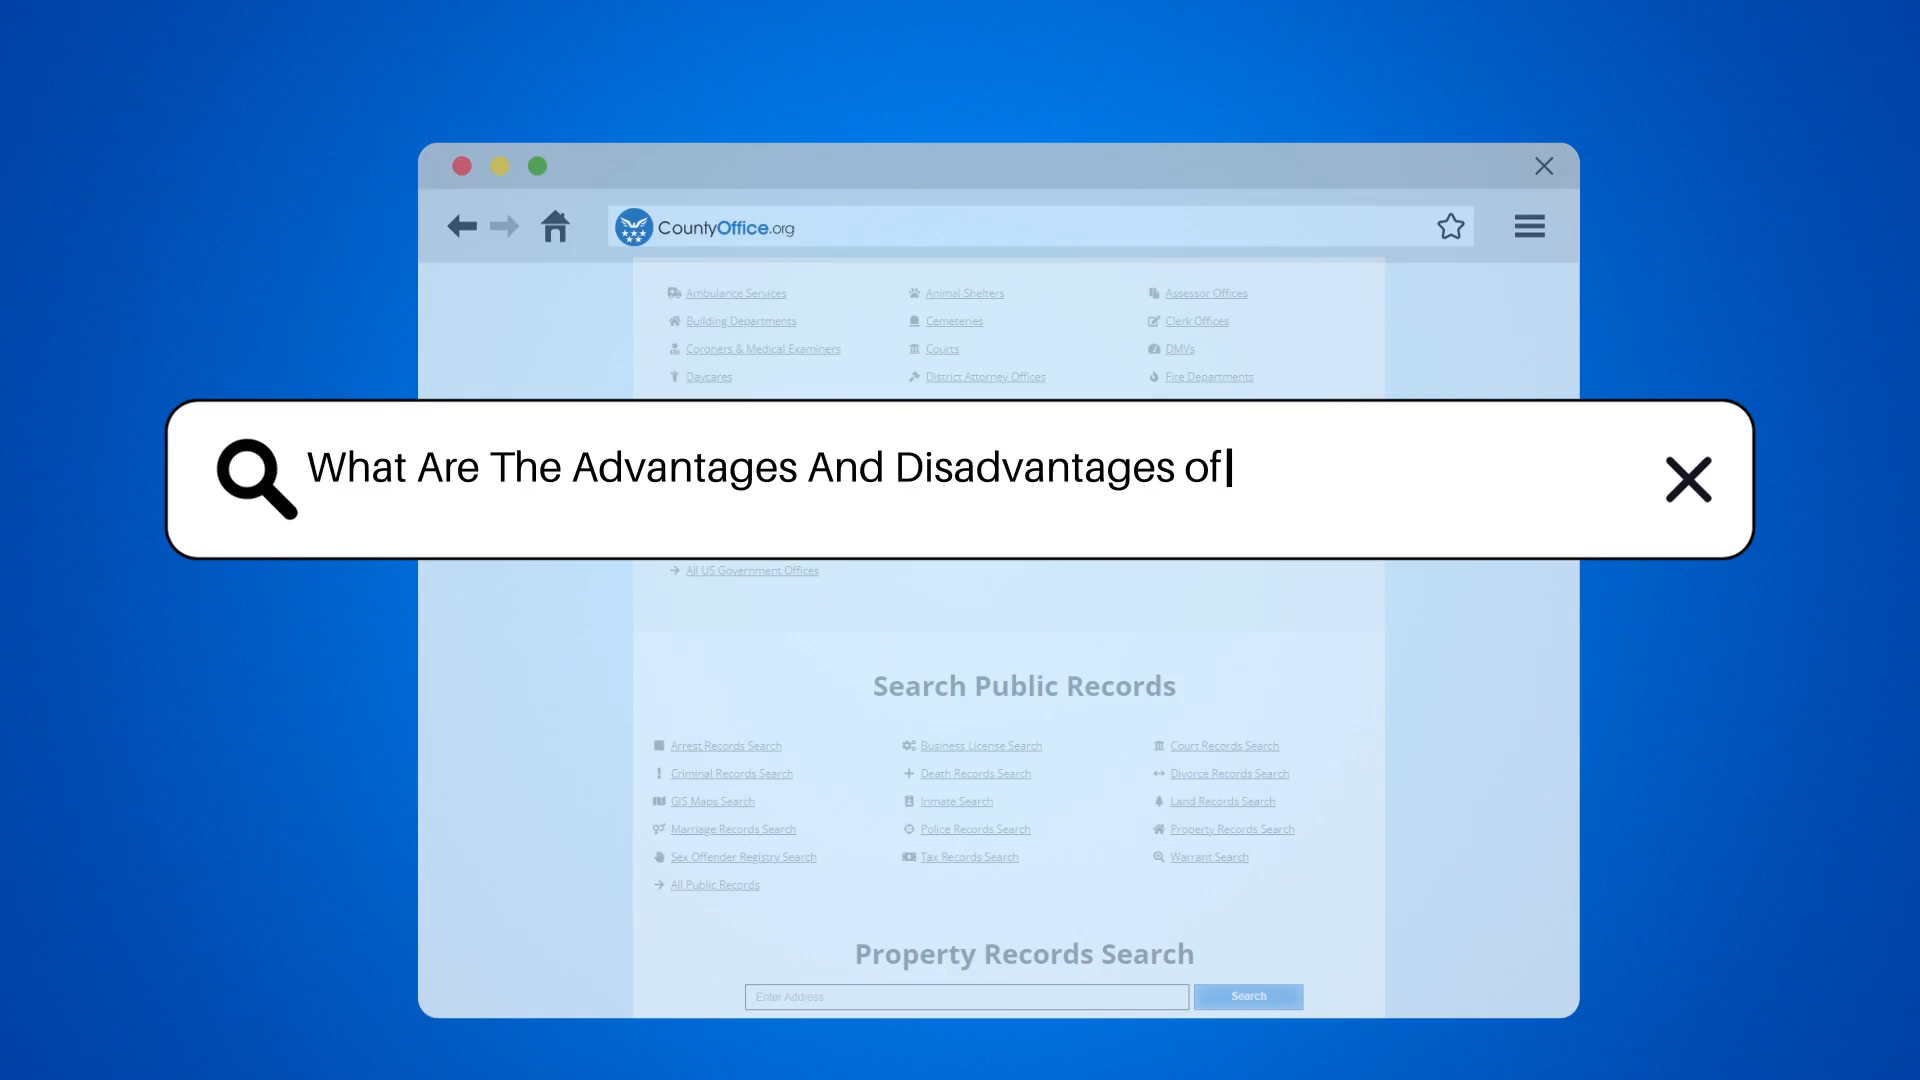 CountyOffice.org
Ambulance Services Animal Shelters Assessor Offices
Building Departments Cemeteries Clerk Offices
Coroners & Medical Examiners Courts DMVs
Daycares District Attorney Offices Fire Departments
What Are The Advantages And Disadvantages of
All US Government Offices
Search Public Records
Arrest Records Search Business License Search Court Records Search
Criminal Records Search Death Records Search Divorce Records Search
GIS Maps Search Inmate Search Land Records Search
Marriage Records Search Police Records Search Property Records Search
Sex Offender Registry Search Tax Records Search Warrant Search
All Public Records
Property Records Search
Enter Address Search